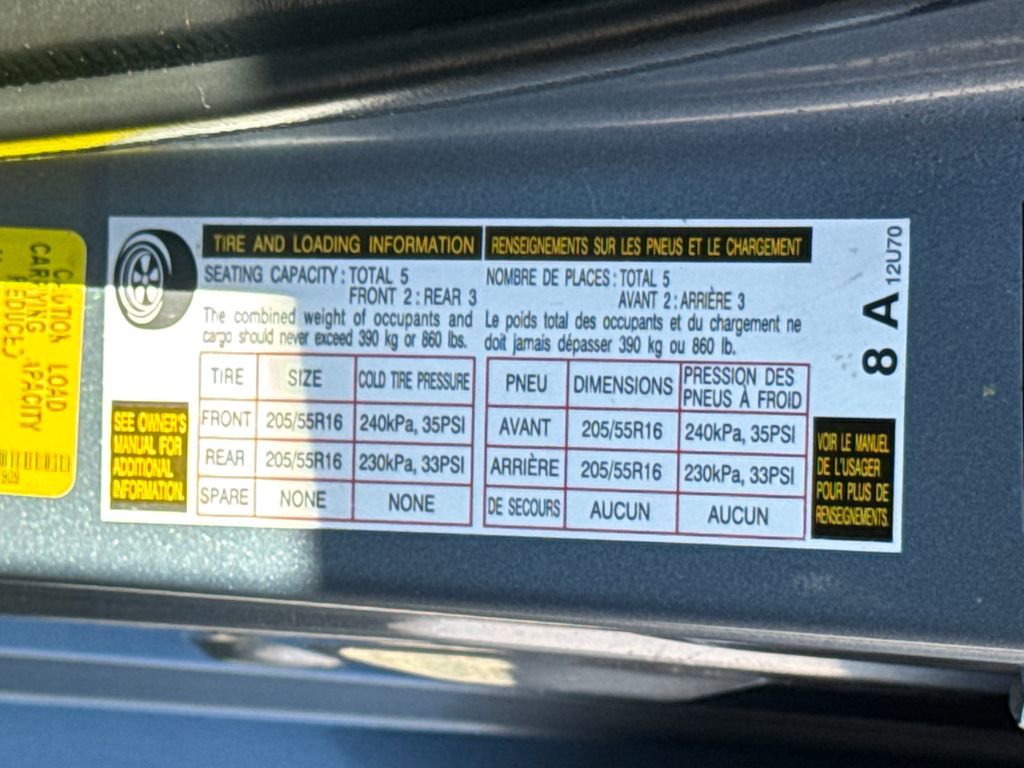 TIRE AND LOADING INFORMATION
SEATING CAPACITY : TOTAL 5
FRONT 2 : REAR 3
The combined weight of occupants and
cargo should never exceed 390 kg or 860 lbs.
TIRE SIZE COLD TIRE PRESSURE
FRONT 205/55R16 240kPa, 35PSI
REAR 205/55R16 230kPa, 33PSI
SPARE NONE NONE
SEE OWNER'S
MANUAL FOR
ADDITIONAL
INFORMATION.
RENSEIGNEMENTS SUR LES PNEUS ET LE CHARGEMENT
NOMBRE DE PLACES : TOTAL 5
AVANT 2 : ARRIÈRE 3
Le poids total des occupants et du chargement ne
doit jamais dépasser 390 kg ou 860 lb.
PNEU DIMENSIONS PRESSION DES
PNEUS À FROID
AVANT 205/55R16 240kPa, 35PSI
ARRIÈRE 205/55R16 230kPa, 33PSI
DE SECOURS AUCUN AUCUN
VOIR LE MANUEL
DE L'USAGER
POUR PLUS DE
RENSEIGNEMENTS.
8 A 12U70
LOAD